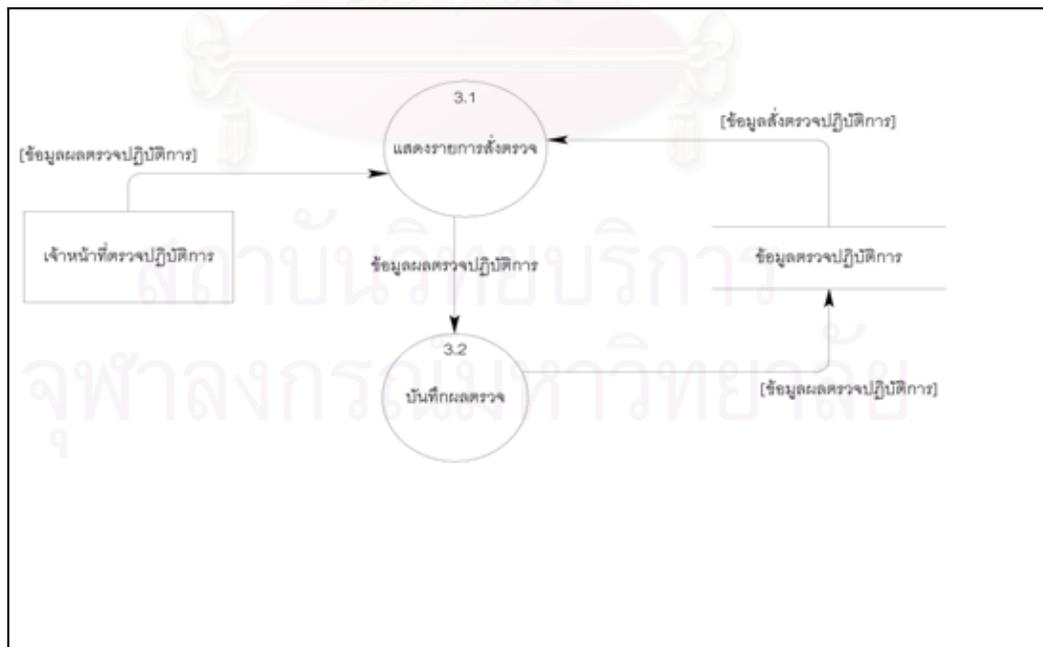 3.1
แสดงรายการสั่งตรวจ
[ข้อมูลสั่งตรวจปฏิบัติการ]
[ข้อมูลผลตรวจปฏิบัติการ]
เจ้าหน้าที่ตรวจปฏิบัติการ
ข้อมูลผลตรวจปฏิบัติการ
ข้อมูลตรวจปฏิบัติการ
สถาบันวิทยบริการ
3.2
บันทึกผลตรวจ
[ข้อมูลผลตรวจปฏิบัติการ]
จุฬาลงกรณ์มหาวิทยาลัย